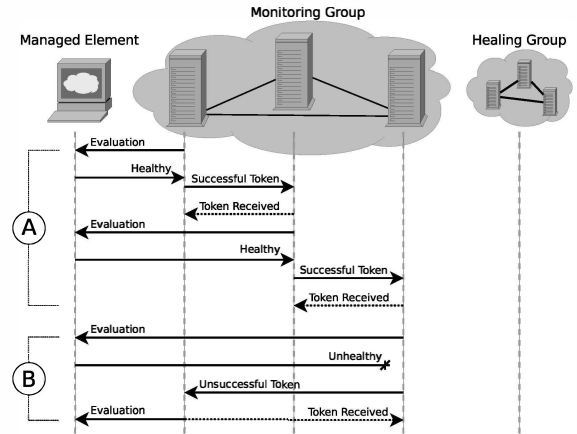 Monitoring Group
Managed Element
Healing Group
Evaluation
Healthy
Successful Token
Token Received
Evaluation
A
Healthy
Successful Token
Token Received
Evaluation
Unhealthy
B
Unsuccessful Token
Evaluation
Token Received